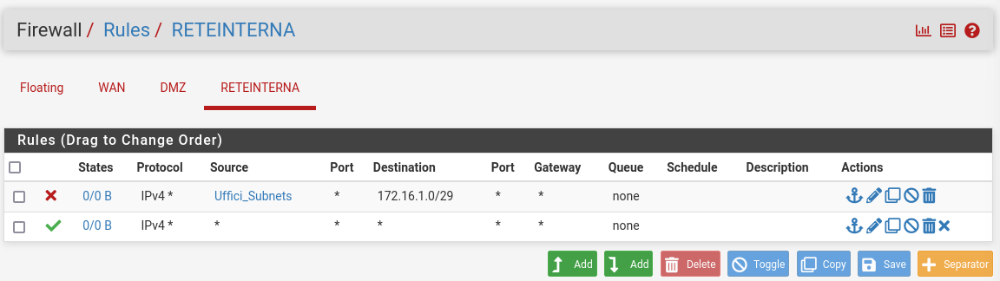 Firewall / Rules / RETEINTERNA
Floating WAN DMZ RETEINTERNA
Rules (Drag to Change Order)
States Protocol Source Port Destination Port Gateway Queue Schedule Description Actions
0/0 B IPv4 * Uffici_Subnets * 172.16.1.0/29 * * none
0/0 B IPv4 * * * * * * none
Add Add Delete Toggle Copy Save Separator